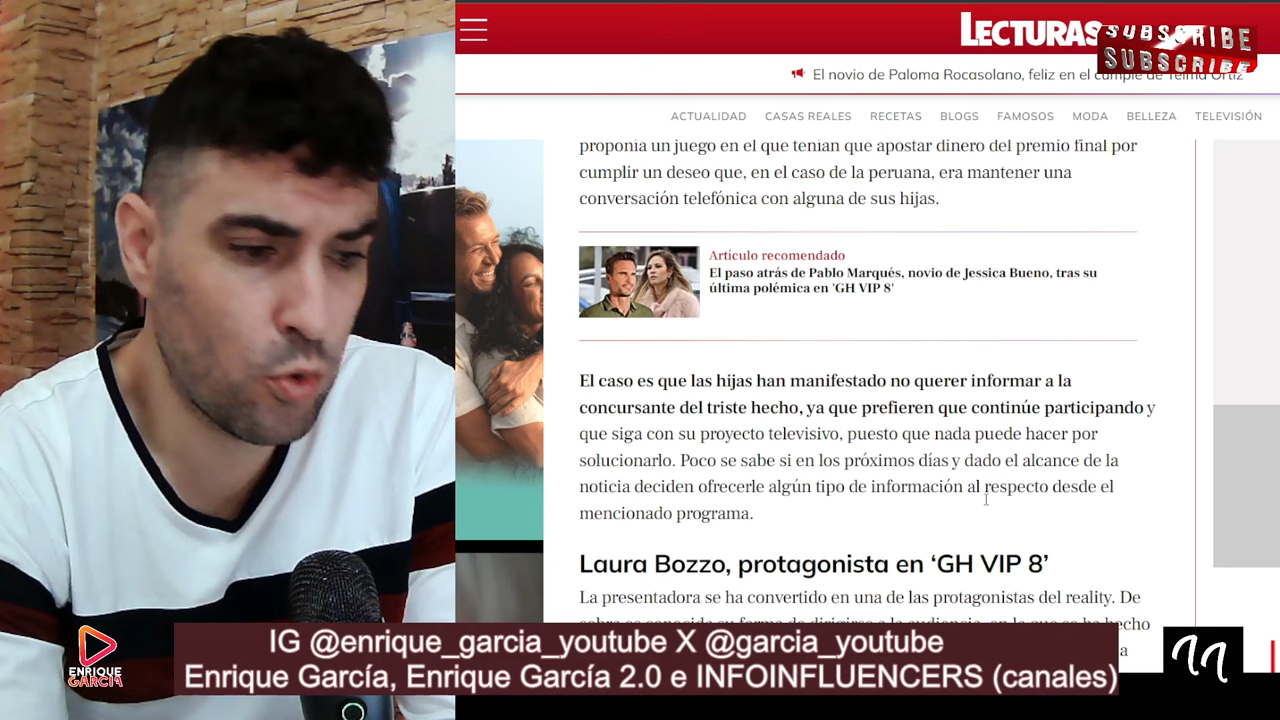 LECTURAS
SUBSCRIBE
SUBSCRIBE
El novio de Paloma Rocasolano, feliz en el cumple de Telma Ortiz
ACTUALIDAD CASAS REALES RECETAS BLOGS FAMOSOS MODA BELLEZA TELEVISIÓN
proponía un juego en el que tenían que apostar dinero del premio final por
cumplir un deseo que, en el caso de la peruana, era mantener una
conversación telefónica con alguna de sus hijas.
Artículo recomendado
El paso atrás de Pablo Marqués, novio de Jessica Bueno, tras su
última polémica en 'GH VIP 8'
El caso es que las hijas han manifestado no querer informar a la
concursante del triste hecho, ya que prefieren que continúe participando y
que siga con su proyecto televisivo, puesto que nada puede hacer por
solucionarlo. Poco se sabe si en los próximos días y dado el alcance de la
noticia deciden ofrecerle algún tipo de información al respecto desde el
mencionado programa.
Laura Bozzo, protagonista en ‘GH VIP 8’
La presentadora se ha convertido en una de las protagonistas del reality. De
hecho
a
IG @enrique_garcia_youtube X @garcia_youtube
Enrique García, Enrique García 2.0 e INFOINFLUENCERS (canales)
ENRIQUE
GARCÍA